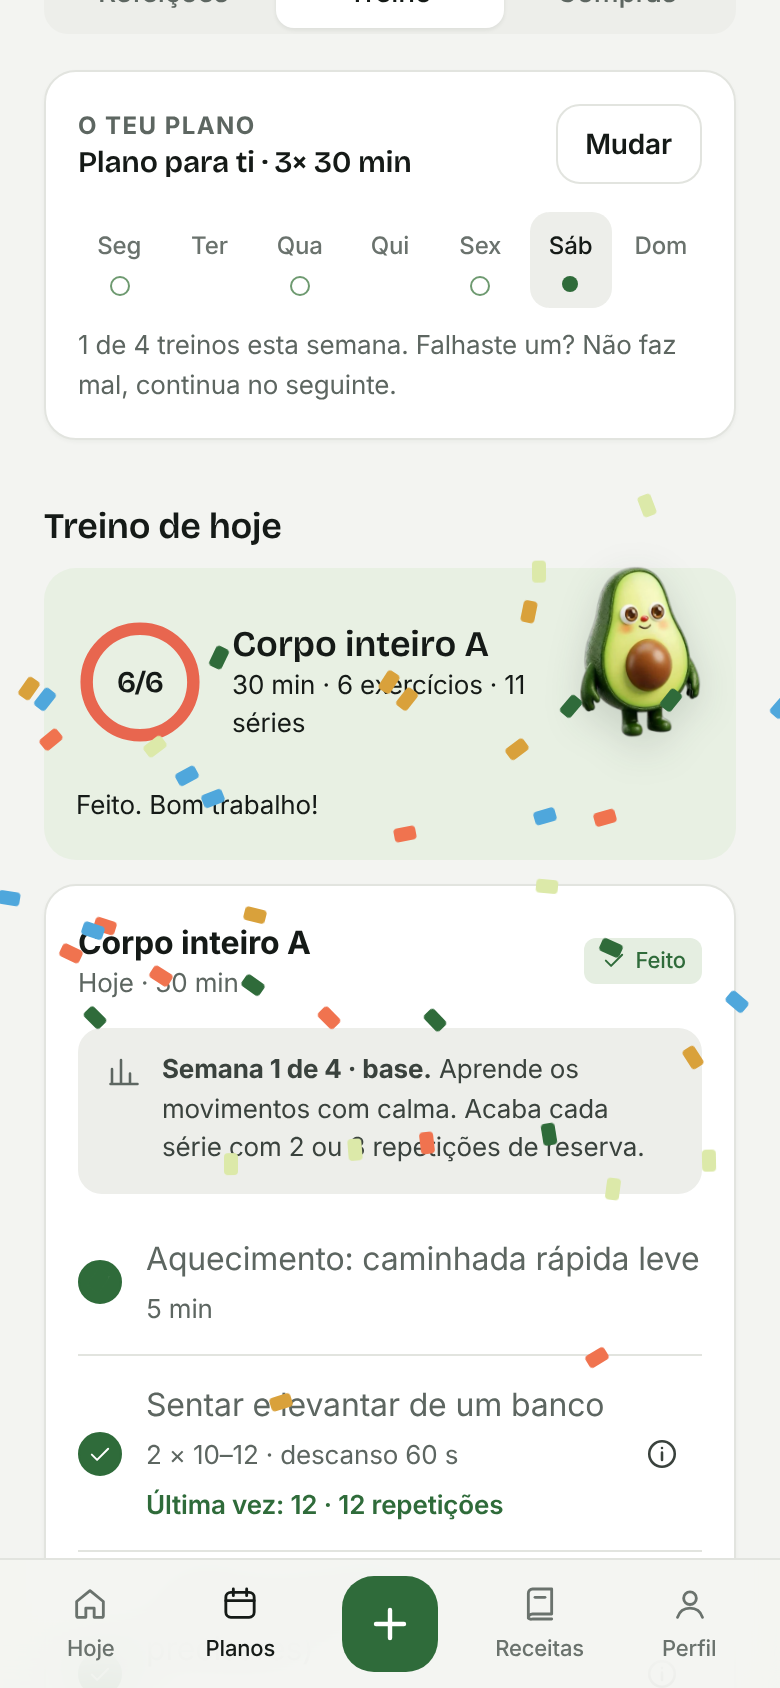 Refeições Treino Compras
O TEU PLANO
Plano para ti · 3× 30 min
Mudar
Seg Ter Qua Qui Sex Sáb Dom
1 de 4 treinos esta semana. Falhaste um? Não faz
mal, continua no seguinte.
Treino de hoje
6/6
Corpo inteiro A
30 min · 6 exercícios · 11
séries
Feito. Bom trabalho!
Corpo inteiro A
Hoje · 30 min
Feito
Semana 1 de 4 · base. Aprende os
movimentos com calma. Acaba cada
série com 2 ou 3 repetições de reserva.
Aquecimento: caminhada rápida leve
5 min
Sentar e levantar de um banco
2 × 10–12 · descanso 60 s
Última vez: 12 · 12 repetições
Hoje Planos Receitas Perfil